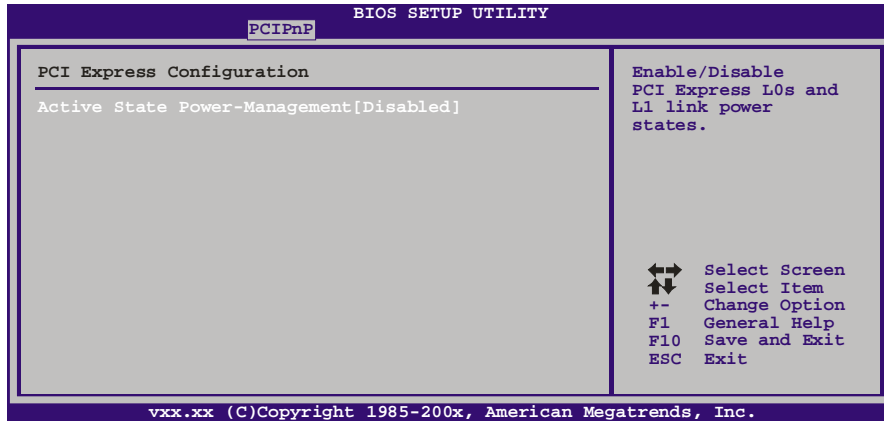 BIOS SETUP UTILITY
PCIPnP
PCI Express Configuration
Active State Power-Management[Disabled]
Enable/Disable
PCI Express L0s and
L1 link power
states.
Select Screen
Select Item
+- Change Option
F1 General Help
F10 Save and Exit
ESC Exit
vxx.xx (C)Copyright 1985-200x, American Megatrends, Inc.